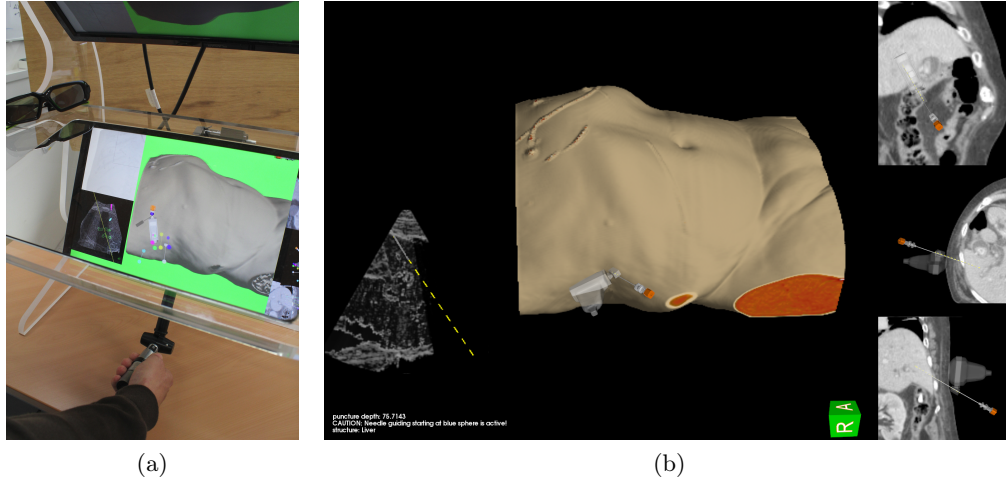 puncture depth: 75.7143
CAUTION: Needle guiding starting at blue sphere is active!
structure: Liver
R A
(a)
(b)